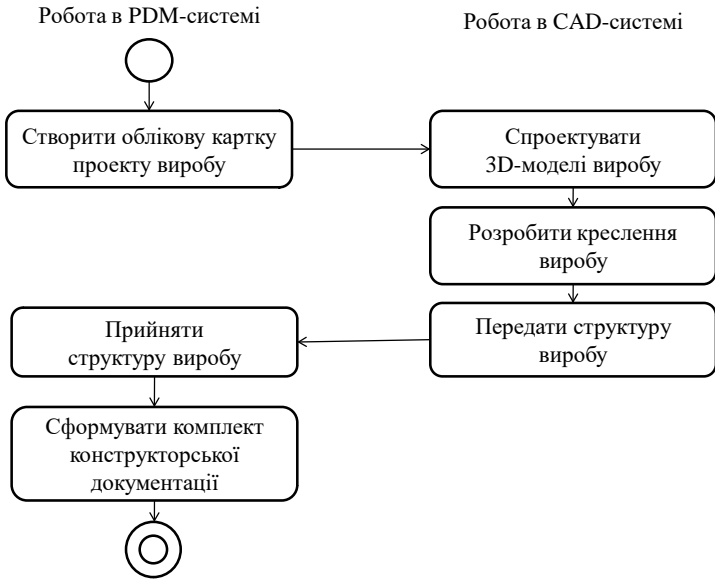 Робота в PDM-системі
Робота в CAD-системі
Створити облікову картку
проекту виробу
Спроектувати
3D-моделі виробу
Розробити креслення
виробу
Передати структуру
виробу
Прийняти
структуру виробу
Сформувати комплект
конструкторської
документації